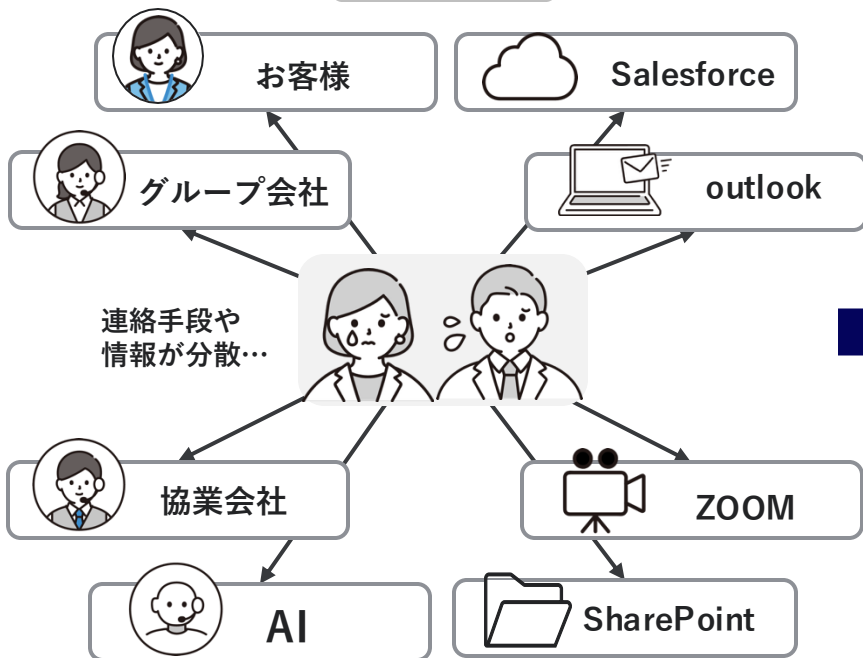 お客様
Salesforce
グループ会社
outlook
連絡手段や
情報が分散…
協業会社
ZOOM
AI
SharePoint